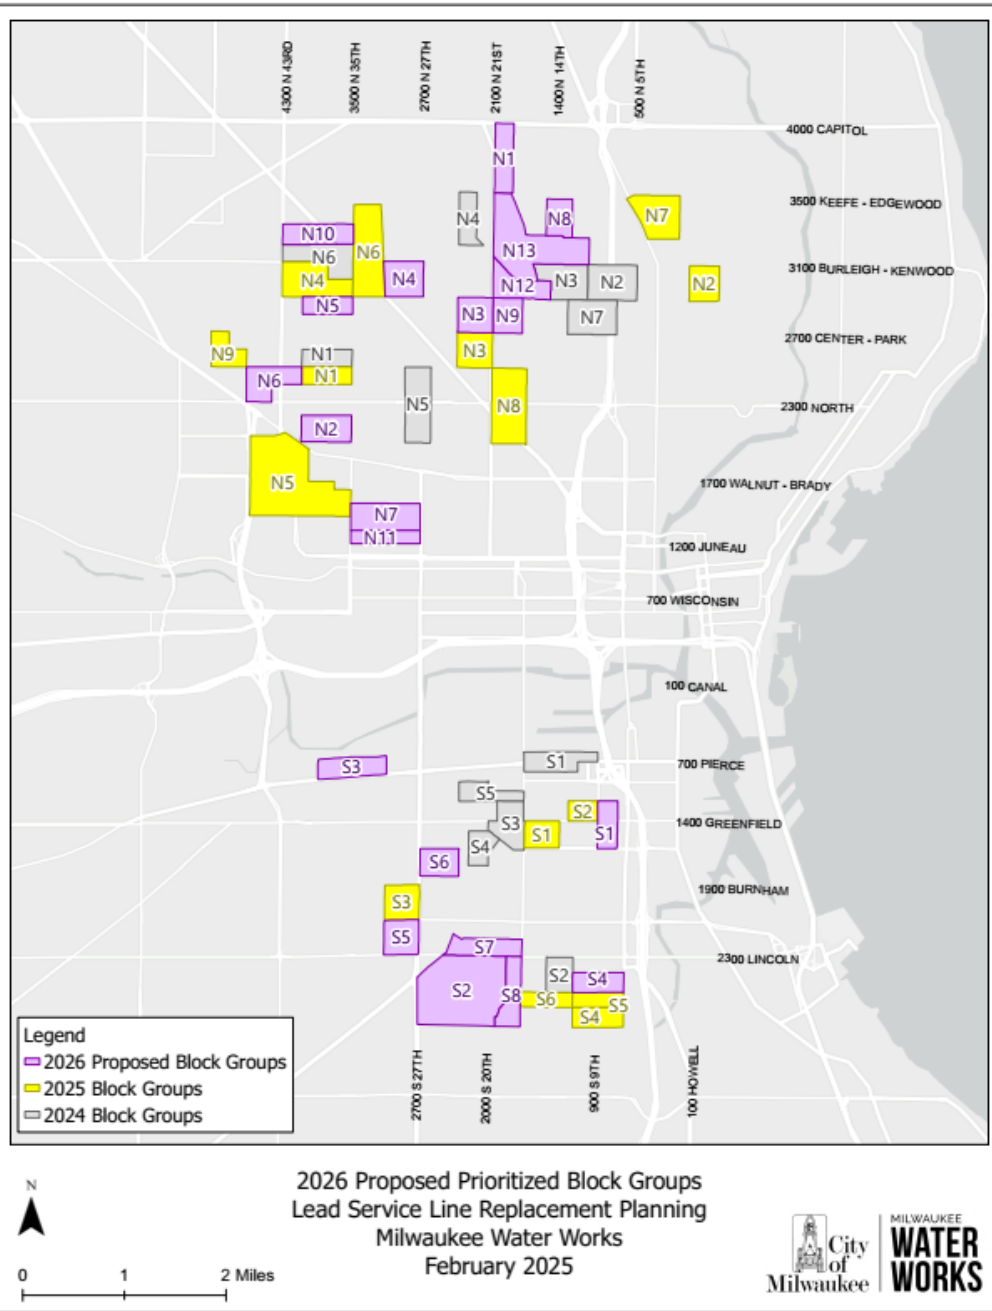 4300 N 43RD
3500 N 35TH
2700 N 27TH
2100 N 21ST
1400 N 14TH
500 N 5TH
4000 CAPITOL
N1
3500 KEEFE - EDGEWOOD
N4
N8
N7
N10
N6
N6
N13
3100 BURLEIGH - KENWOOD
N4
N4
N12
N3
N2
N2
N5
N3
N9
N7
2700 CENTER - PARK
N9
N1
N3
N6
N1
N5
N8
2300 NORTH
N2
N5
1700 WALNUT - BRADY
N7
N11
1200 JUNEAU
700 WISCONSIN
100 CANAL
S3
S1
700 PIERCE
S5
S3
S1
S2
S1
1400 GREENFIELD
S4
S6
1900 BURNHAM
S3
S5
S7
2300 LINCOLN
S2
S8
S2
S4
S6
S5
S4
Legend
2026 Proposed Block Groups
2025 Block Groups
2024 Block Groups
2700 S 27TH
2000 S 20TH
900 S 9TH
100 HOWELL
N
0 1 2 Miles
2026 Proposed Prioritized Block Groups
Lead Service Line Replacement Planning
Milwaukee Water Works
February 2025
City
of
Milwaukee
MILWAUKEE
WATER
WORKS